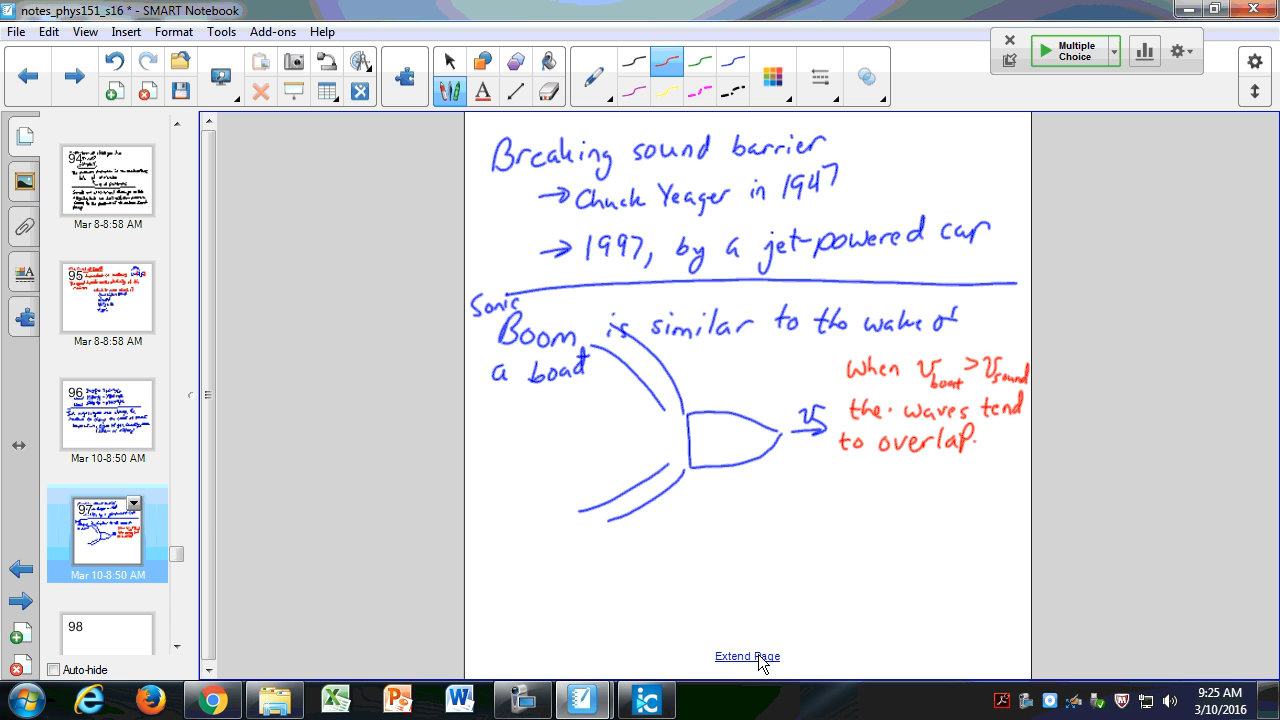 notes_phys151_s16 * - SMART Notebook
File Edit View Insert Format Tools Add-ons Help
Multiple
Choice
94
Mar 8-8:58 AM
95
Mar 8-8:58 AM
96
Mar 10-8:50 AM
97
Mar 10-8:50 AM
98
Auto-hide
Breaking sound barrier
→ Chuck Yeager in 1947
→ 1997, by a jet-powered car
Sonic
Boom is similar to the wake of
a boat
v
When v boat > v sound
the waves tend
to overlap.
Extend Page
9:25 AM
3/10/2016